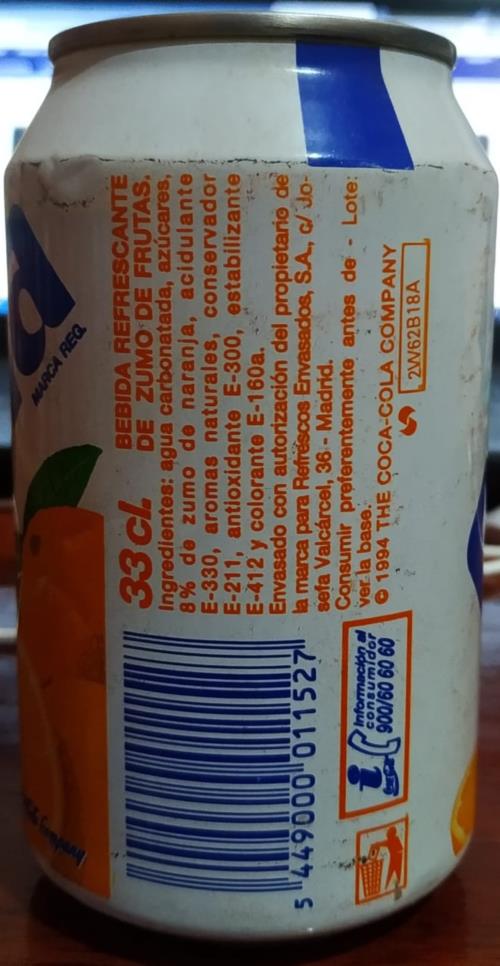 a
MARCA REG.
33 cl. BEBIDA REFRESCANTE
DE ZUMO DE FRUTAS.
Ingredientes: agua carbonatada, azúcares,
8% de zumo de naranja, acidulante
E-330, aromas naturales, conservador
E-211, antioxidante E-300, estabilizante
E-412 y colorante E-160a.
Envasado con autorización del propietario de
la marca para Refrescos Envasados, S.A., c/ Jo-
sefa Valcárcel, 36 - Madrid.
Consumir preferentemente antes de - Lote:
ver la base.
© 1994 THE COCA-COLA COMPANY
2W62B18A
5 449000 011527
i
Información al
consumidor
900/60 60 60